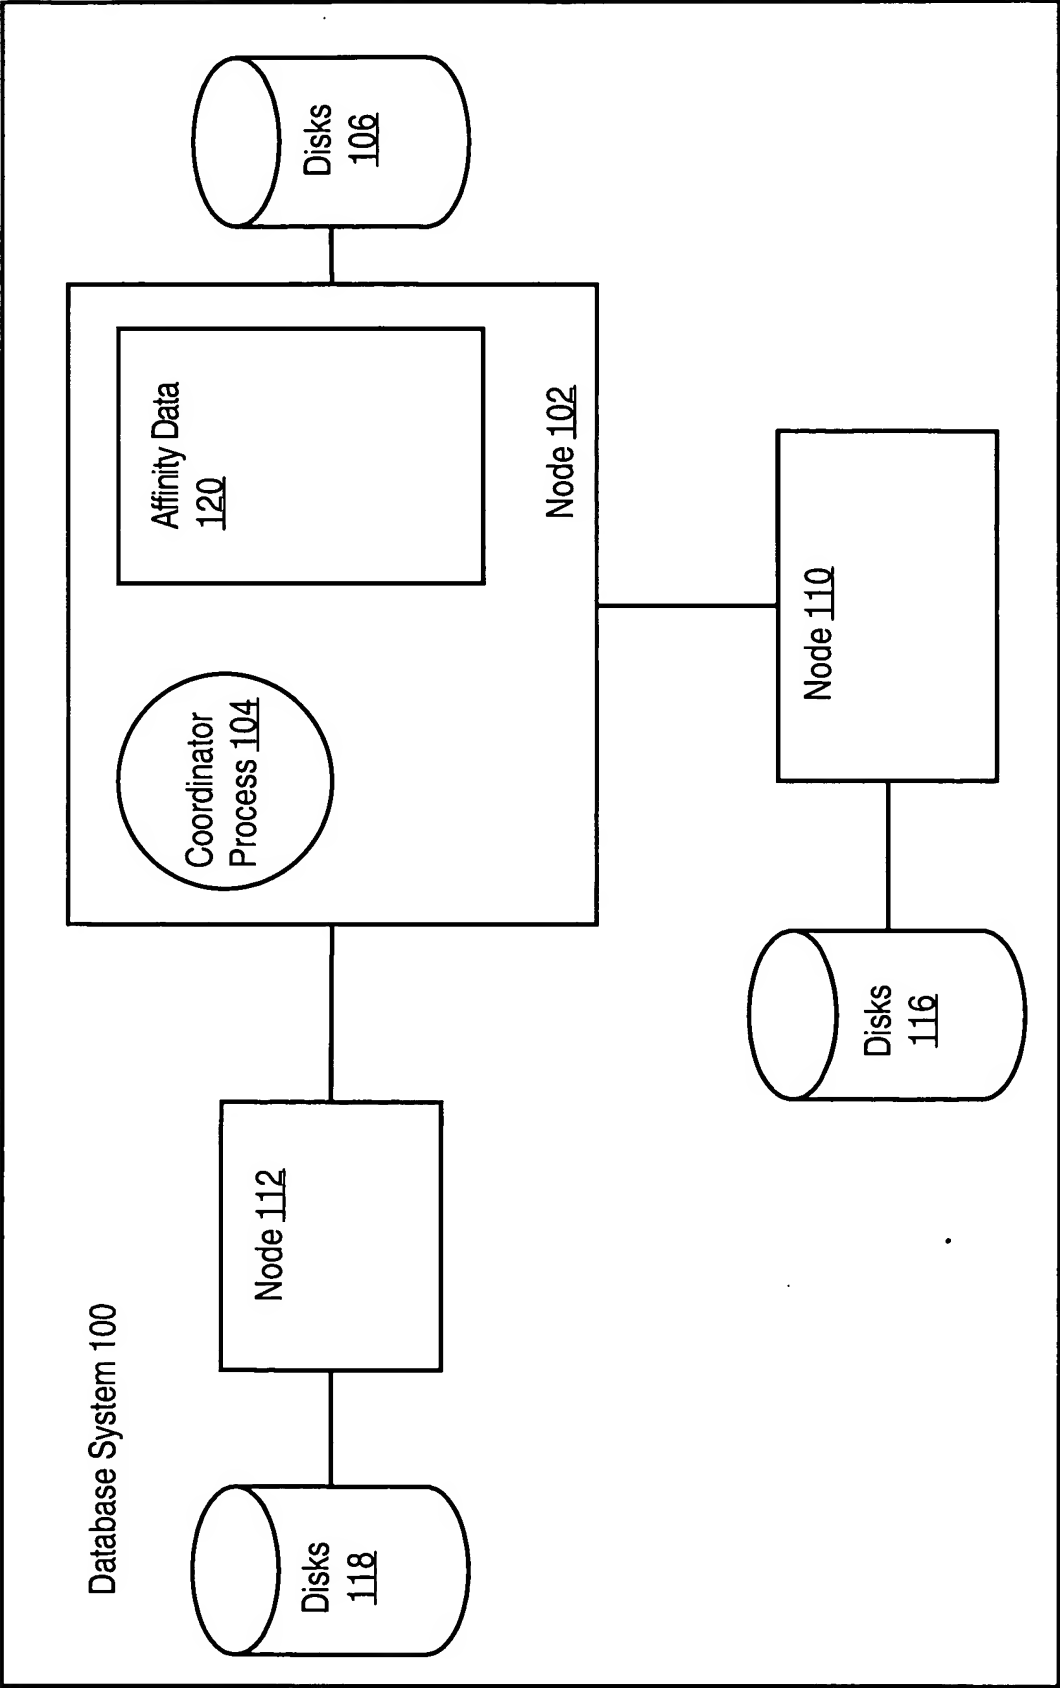 Database System 100
Disks
118
Node 112
Coordinator
Process 104
Affinity Data
120
Node 102
Disks
106
Disks
116
Node 110